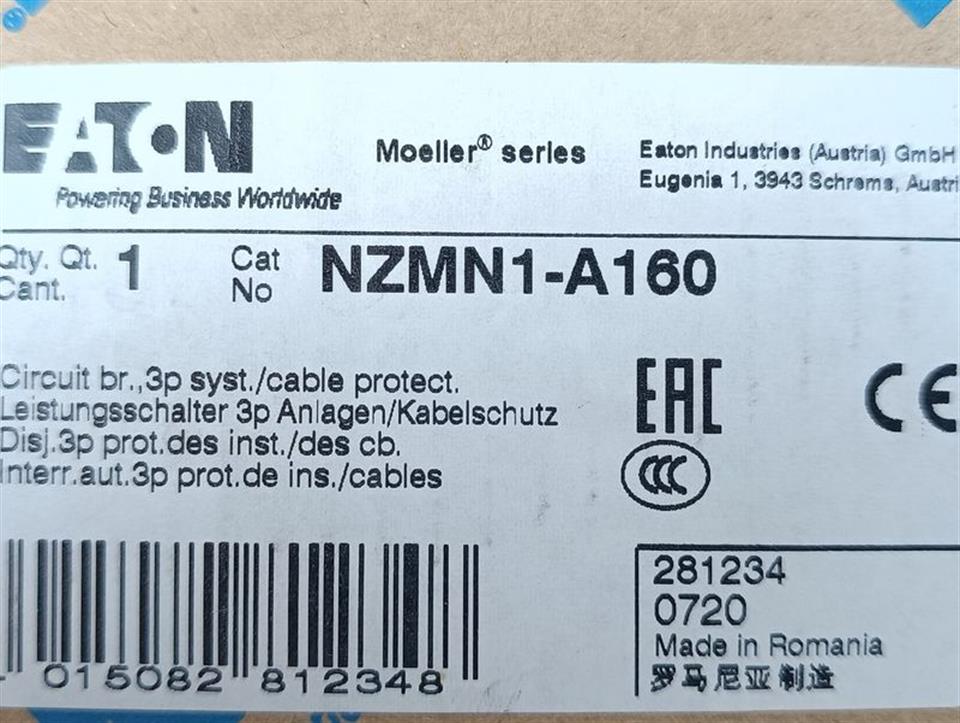 EATON
Powering Business Worldwide
Moeller® series
Eaton Industries (Austria) GmbH
Eugenia 1, 3943 Schrems, Austri
Qty. Qt.
Cant.
1
Cat
No
NZMN1-A160
Circuit br.,3p syst./cable protect.
Leistungsschalter 3p Anlagen/Kabelschutz
Disj.3p prot.des inst./des cb.
Interr.aut.3p prot.de ins./cables
EAC
CCC
CE
015082 812348
281234
0720
Made in Romania
罗马尼亚制造